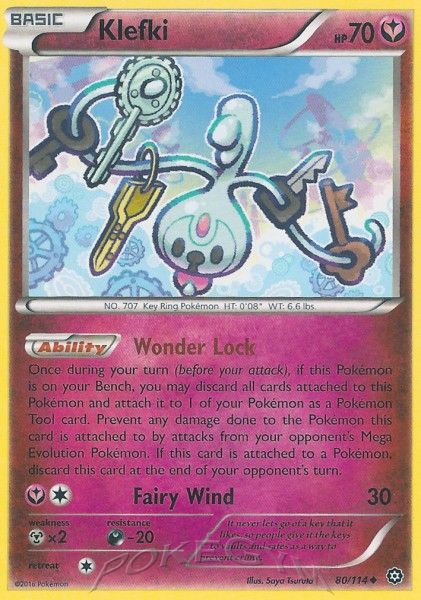 BASIC
Klefki
HP 70
NO. 707 Key Ring Pokémon HT: 0'08" WT: 6.6 lbs.
Ability Wonder Lock
Once during your turn (before your attack), if this Pokémon
is on your Bench, you may discard all cards attached to this
Pokémon and attach it to 1 of your Pokémon as a Pokémon
Tool card. Prevent any damage done to the Pokémon this
card is attached to by attacks from your opponent's Mega
Evolution Pokémon. If this card is attached to a Pokémon,
discard this card at the end of your opponent's turn.
Fairy Wind 30
weakness resistance
×2 -20
It never lets go of a key that it
likes, so people give it the keys
to vaults and safes as a way to
prevent crime.
retreat
©2016 Pokémon Illus. Saya Tsuruta 80/114